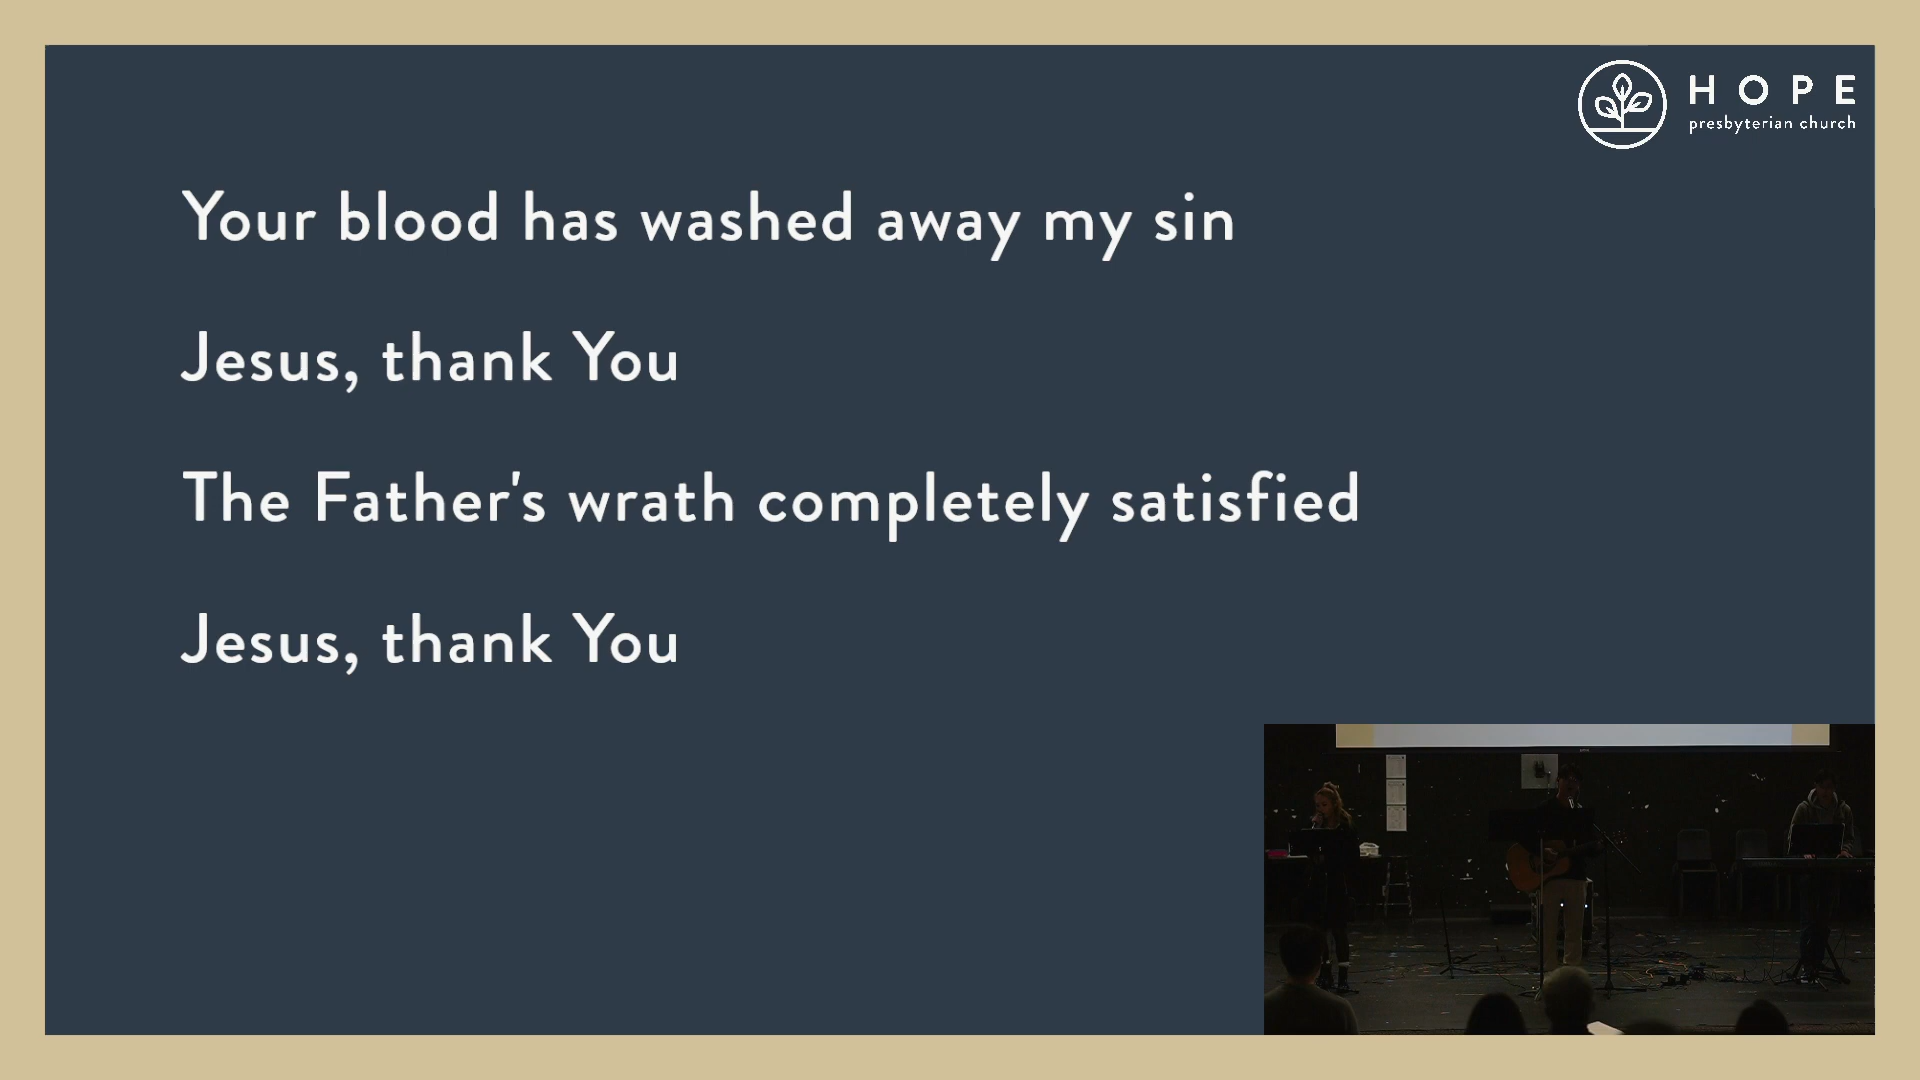 HOPE
presbyterian church
Your blood has washed away my sin
Jesus, thank You
The Father's wrath completely satisfied
Jesus, thank You